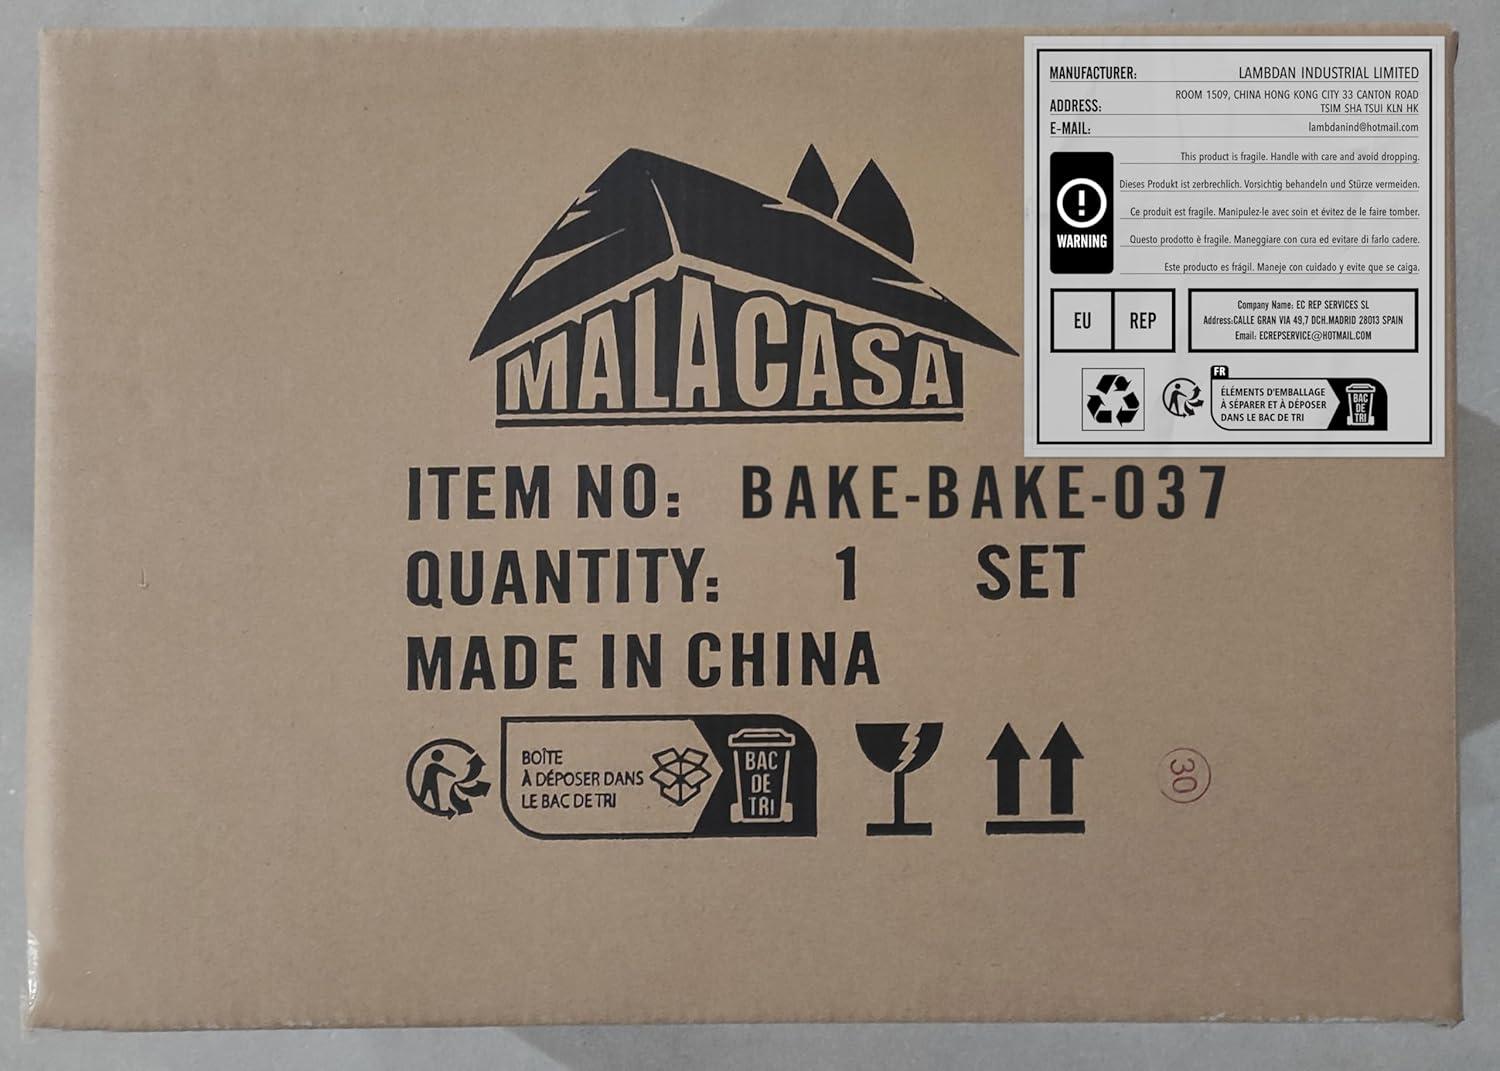 MALACASA
ITEM NO: BAKE-BAKE-037
QUANTITY: 1 SET
MADE IN CHINA
BOÎTE
À DÉPOSER DANS
LE BAC DE TRI
BAC
DE
TRI
30
MANUFACTURER: LAMBDAN INDUSTRIAL LIMITED
ADDRESS: ROOM 1509, CHINA HONG KONG CITY 33 CANTON ROAD
TSIM SHA TSUI KLN HK
E-MAIL: lambdanind@hotmail.com
WARNING
This product is fragile. Handle with care and avoid dropping.
Dieses Produkt ist zerbrechlich. Vorsichtig behandeln und Stürze vermeiden.
Ce produit est fragile. Manipulez-le avec soin et évitez de le faire tomber.
Questo prodotto è fragile. Maneggiare con cura ed evitare di farlo cadere.
Este producto es frágil. Maneje con cuidado y evite que se caiga.
EU REP
Company Name: EC REP SERVICES SL
Address:CALLE GRAN VIA 49,7 DCH.MADRID 28013 SPAIN
Email: ECREPSERVICE@HOTMAIL.COM
FR
ÉLÉMENTS D'EMBALLAGE
À SÉPARER ET À DÉPOSER
DANS LE BAC DE TRI
BAC
DE
TRI